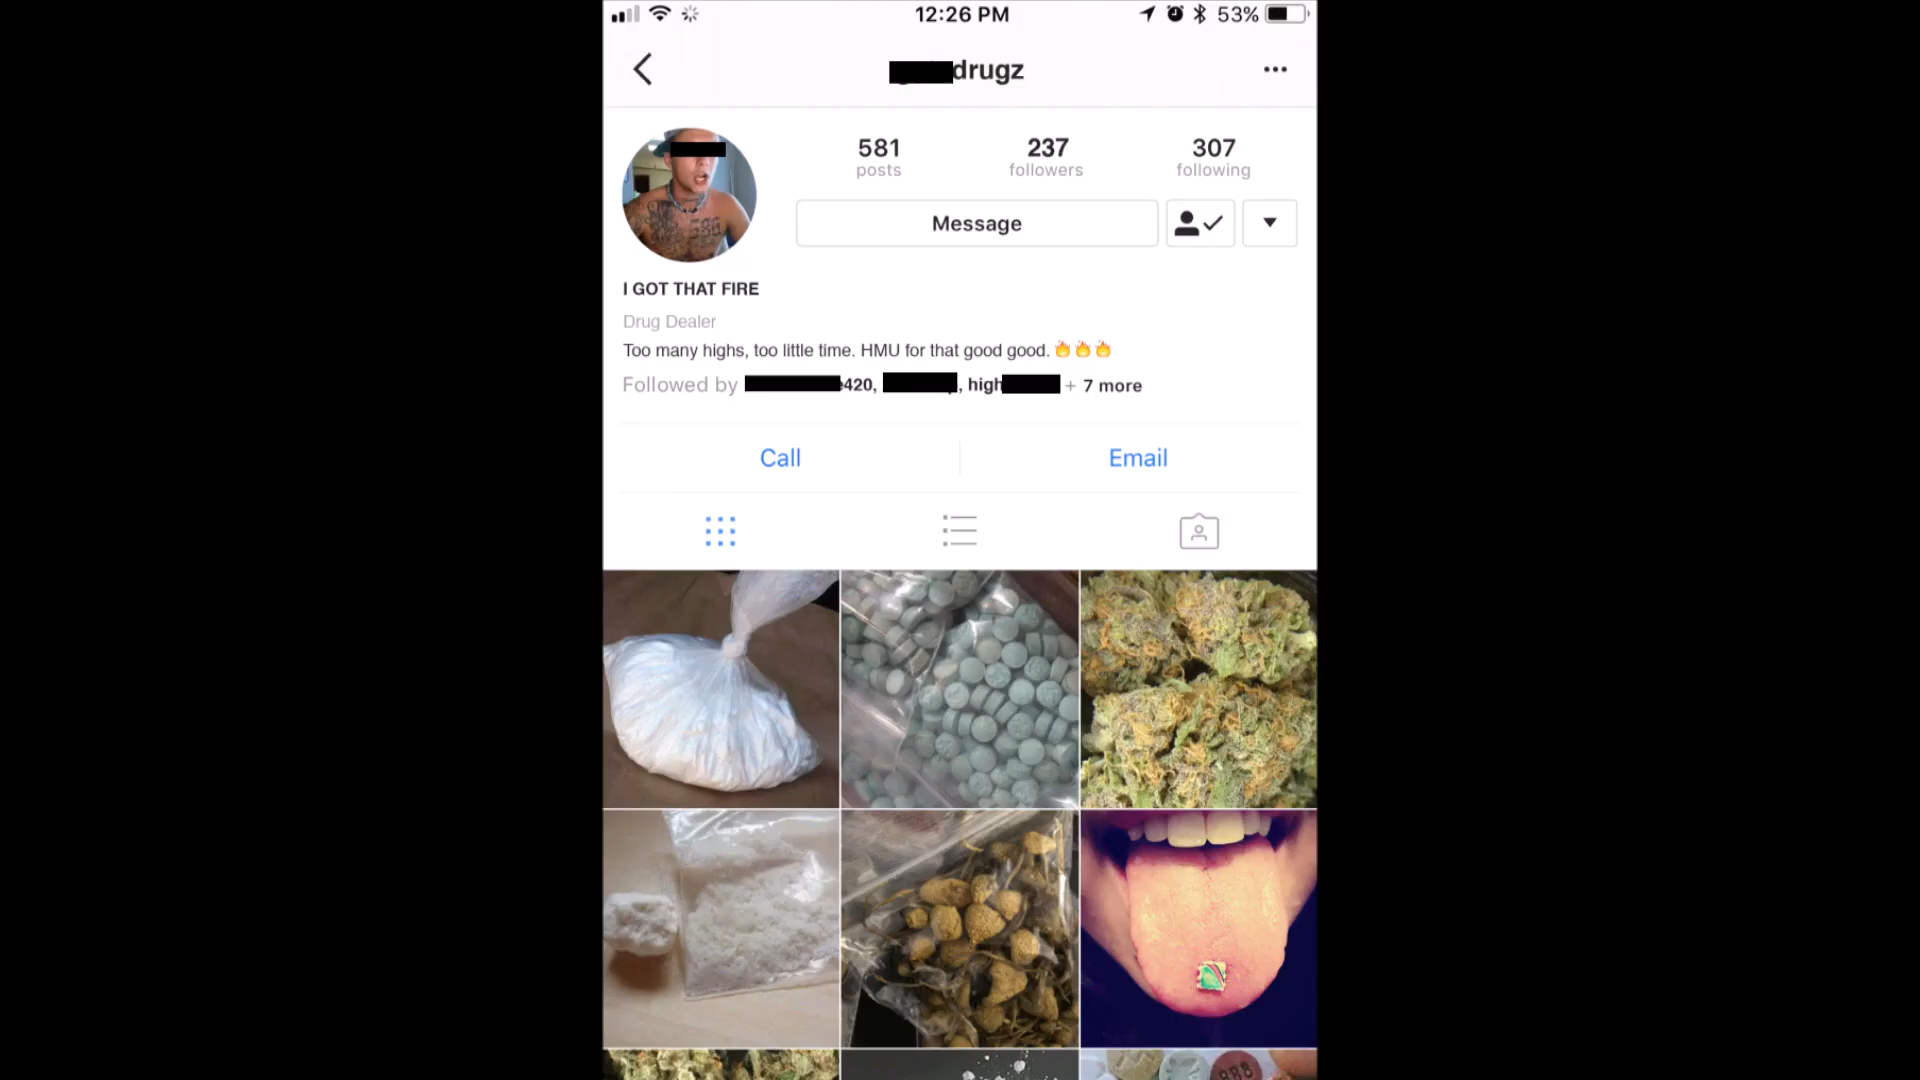 12:26 PM 53%
drugz
581 237 307
posts followers following
Message
I GOT THAT FIRE
Drug Dealer
Too many highs, too little time. HMU for that good good. 🔥🔥🔥
Followed by 420, , high + 7 more
Call Email
888